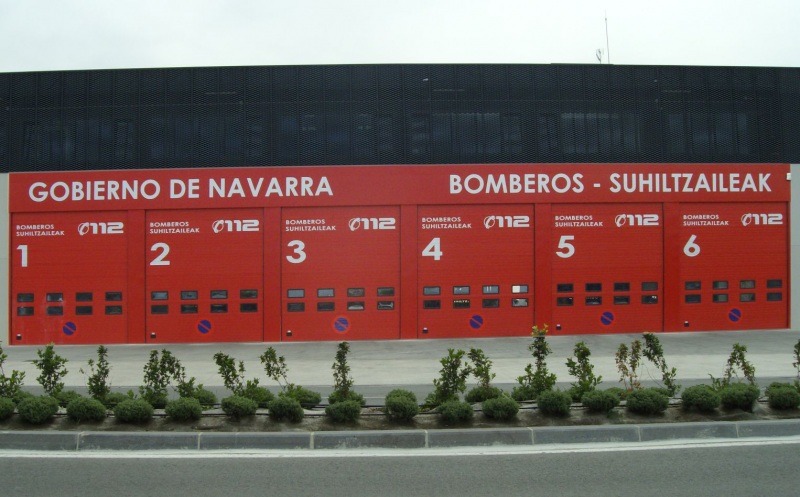 GOBIERNO DE NAVARRA BOMBEROS - SUHILTZAILEAK
BOMBEROS
SUHILTZAILEAK
112
1
BOMBEROS
SUHILTZAILEAK
112
2
BOMBEROS
SUHILTZAILEAK
112
3
BOMBEROS
SUHILTZAILEAK
112
4
BOMBEROS
SUHILTZAILEAK
112
5
BOMBEROS
SUHILTZAILEAK
112
6